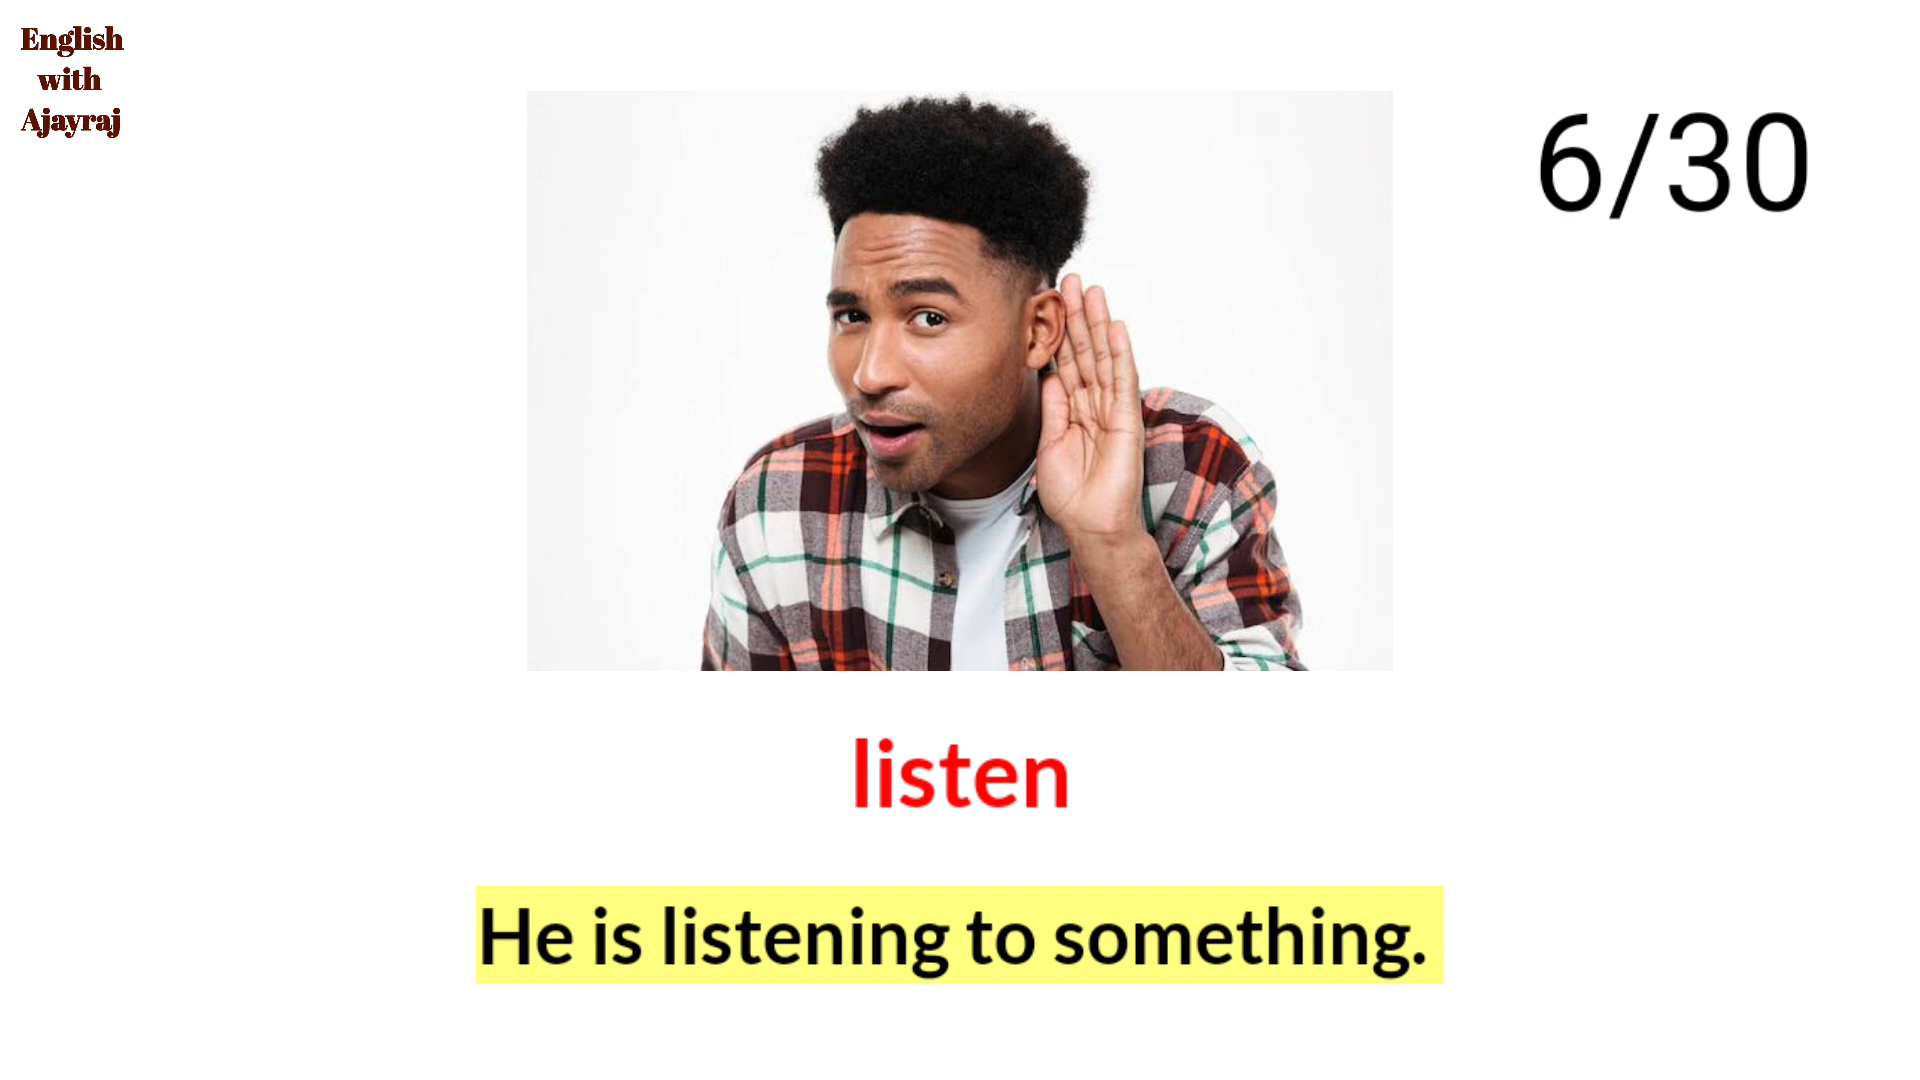 English
with
Ajayraj
6/30
listen
He is listening to something.